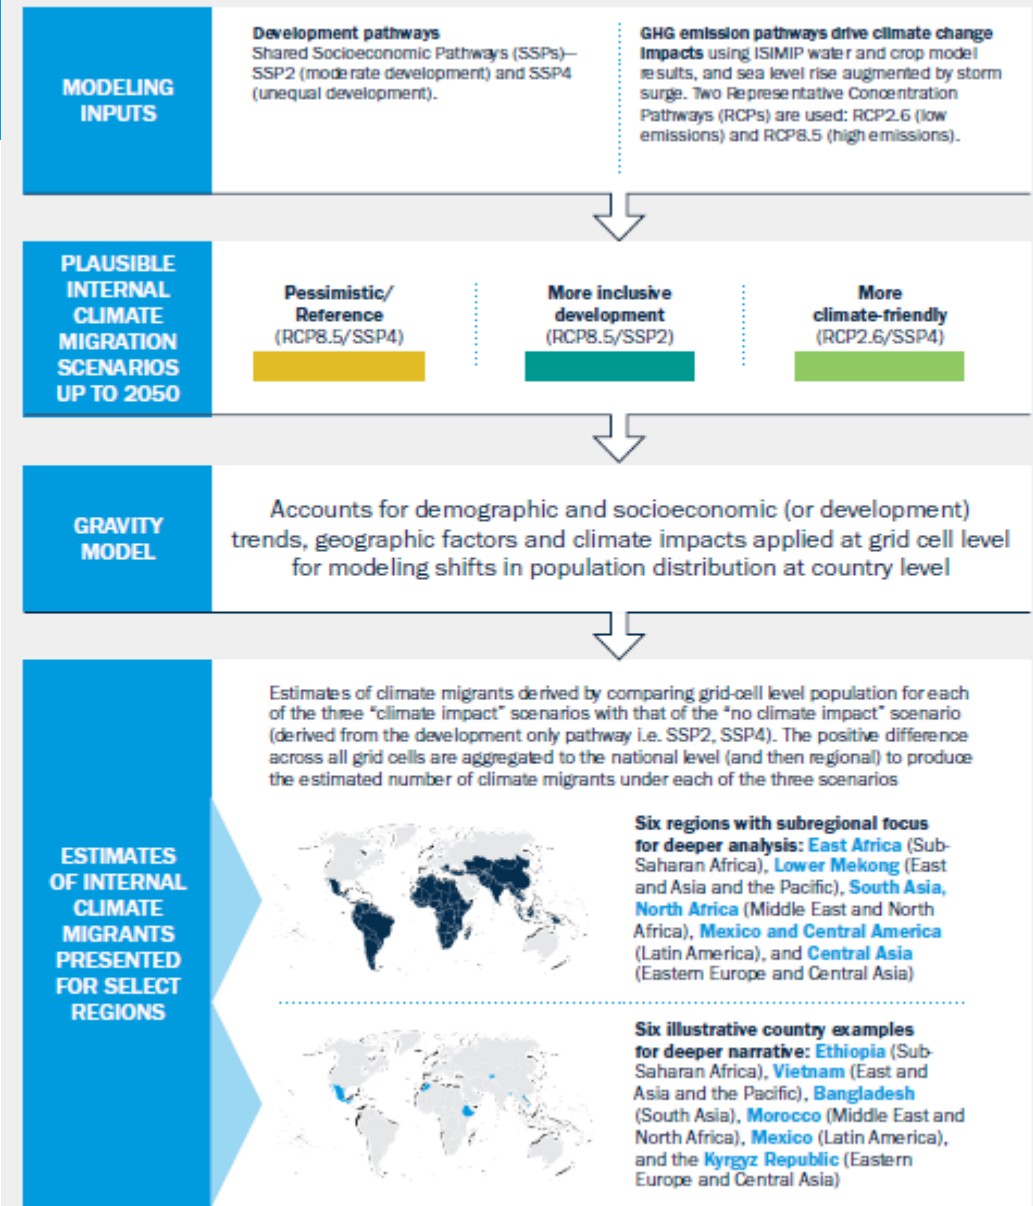 MODELING
INPUTS
Development pathways
Shared Socioeconomic Pathways (SSPs)—
SSP2 (moderate development) and SSP4
(unequal development).
GHG emission pathways drive climate change
impacts using ISIMIP water and crop model
results, and sea level rise augmented by storm
surge. Two Representative Concentration
Pathways (RCPs) are used: RCP2.6 (low
emissions) and RCP8.5 (high emissions).
PLAUSIBLE
INTERNAL
CLIMATE
MIGRATION
SCENARIOS
UP TO 2050
Pessimistic/
Reference
(RCP8.5/SSP4)
More inclusive
development
(RCP8.5/SSP2)
More
climate-friendly
(RCP2.6/SSP4)
GRAVITY
MODEL
Accounts for demographic and socioeconomic (or development)
trends, geographic factors and climate impacts applied at grid cell level
for modeling shifts in population distribution at country level
ESTIMATES
OF INTERNAL
CLIMATE
MIGRANTS
PRESENTED
FOR SELECT
REGIONS
Estimates of climate migrants derived by comparing grid-cell level population for each
of the three “climate impact” scenarios with that of the “no climate impact” scenario
(derived from the development only pathway i.e. SSP2, SSP4). The positive difference
across all grid cells are aggregated to the national level (and then regional) to produce
the estimated number of climate migrants under each of the three scenarios
Six regions with subregional focus
for deeper analysis: East Africa (Sub-
Saharan Africa), Lower Mekong (East
and Asia and the Pacific), South Asia,
North Africa (Middle East and North
Africa), Mexico and Central America
(Latin America), and Central Asia
(Eastern Europe and Central Asia)
Six illustrative country examples
for deeper narrative: Ethiopia (Sub-
Saharan Africa), Vietnam (East and
Asia and the Pacific), Bangladesh
(South Asia), Morocco (Middle East and
North Africa), Mexico (Latin America),
and the Kyrgyz Republic (Eastern
Europe and Central Asia)